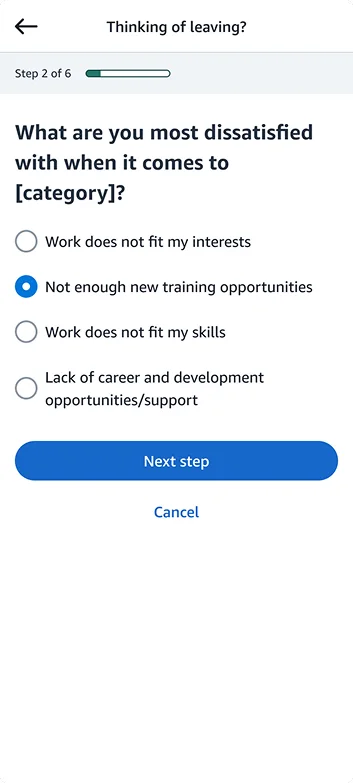 Thinking of leaving?
Step 2 of 6
What are you most dissatisfied
with when it comes to
[category]?
Work does not fit my interests
Not enough new training opportunities
Work does not fit my skills
Lack of career and development
opportunities/support
Next step
Cancel